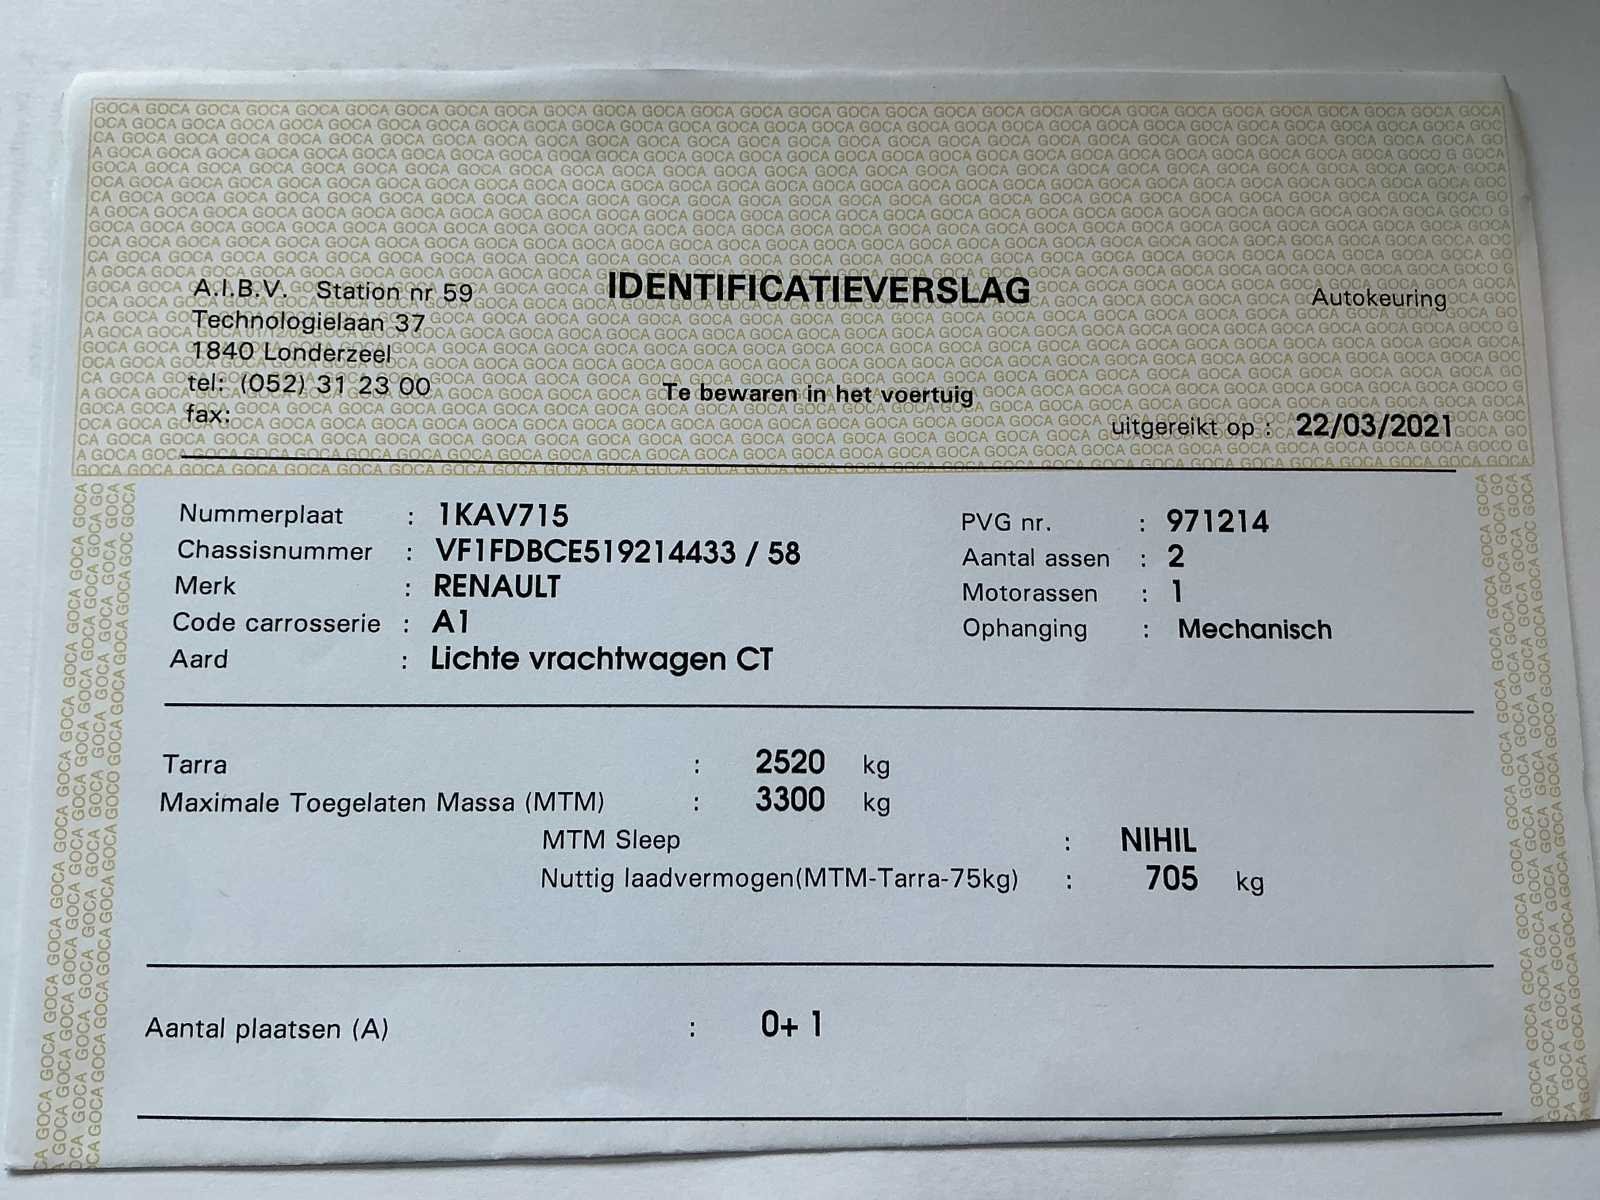 A.I.B.V. Station nr 59
Technologielaan 37
1840 Londerzeel
tel: (052) 31 23 00
fax:
IDENTIFICATIEVERSLAG
Te bewaren in het voertuig
Autokeuring
uitgereikt op : 22/03/2021
Nummerplaat : 1KAV715
Chassisnummer : VF1FDBCE519214433 / 58
Merk : RENAULT
Code carrosserie : A1
Aard : Lichte vrachtwagen CT
PVG nr. : 971214
Aantal assen : 2
Motorassen : 1
Ophanging : Mechanisch
Tarra : 2520 kg
Maximale Toegelaten Massa (MTM) : 3300 kg
MTM Sleep : NIHIL
Nuttig laadvermogen(MTM-Tarra-75kg) : 705 kg
Aantal plaatsen (A) : 0+ 1